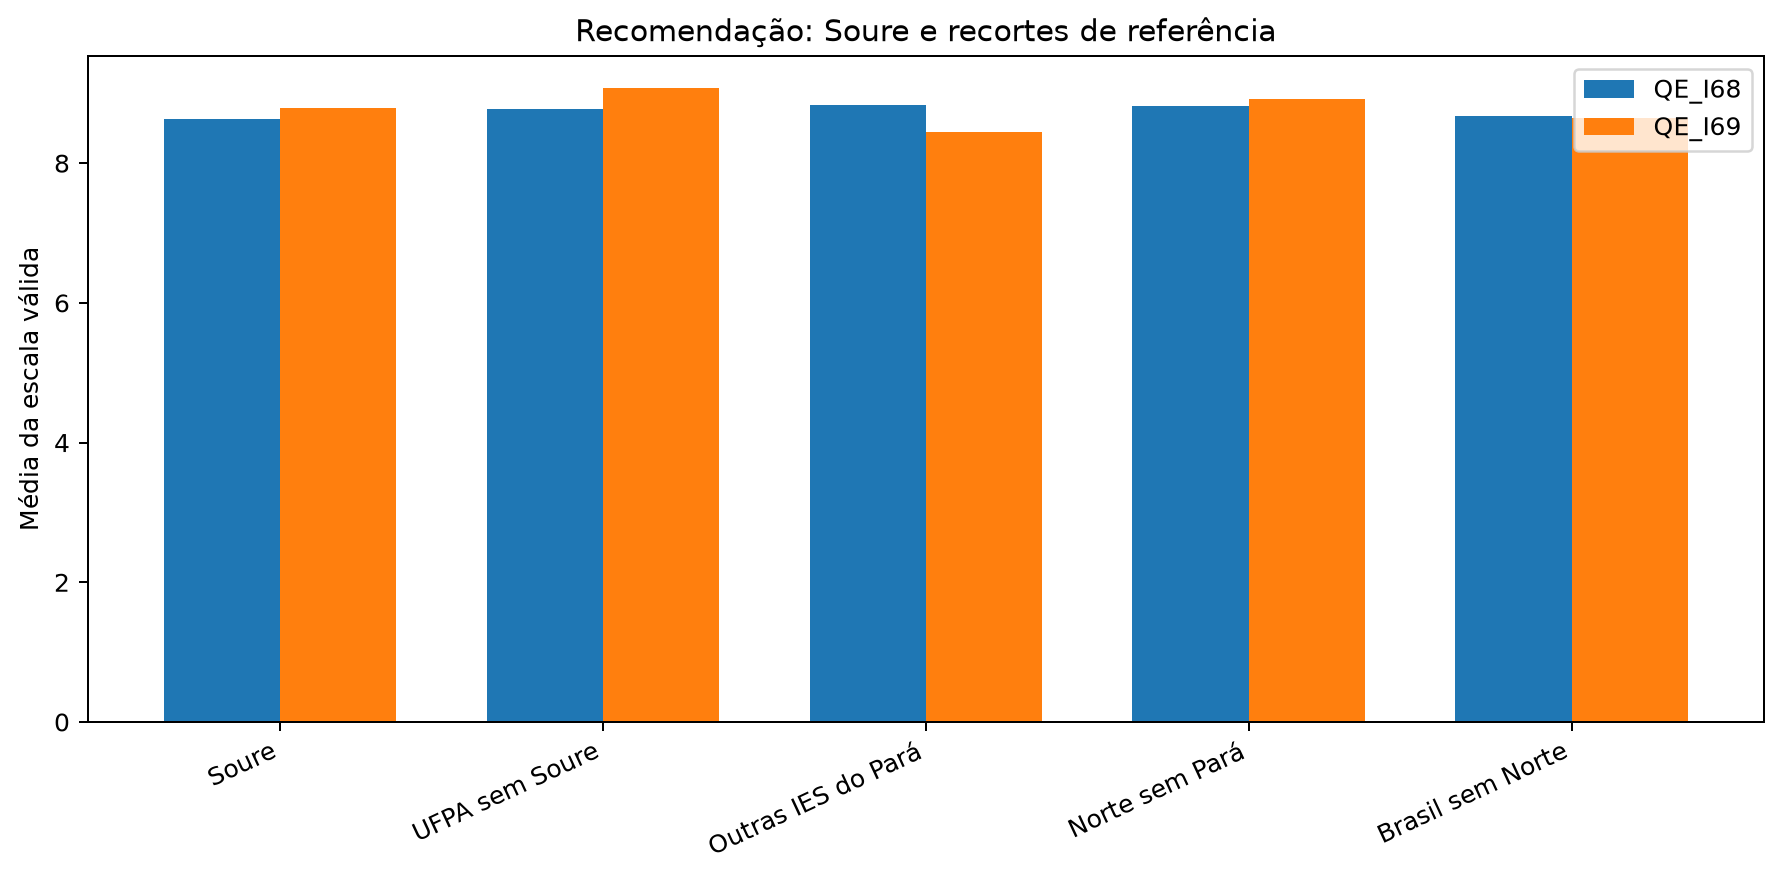 Recomendação: Soure e recortes de referência
QE_I68
QE_I69
Média da escala válida
8
6
4
2
0
Soure
UFPA sem Soure
Outras IES do Pará
Norte sem Pará
Brasil sem Norte